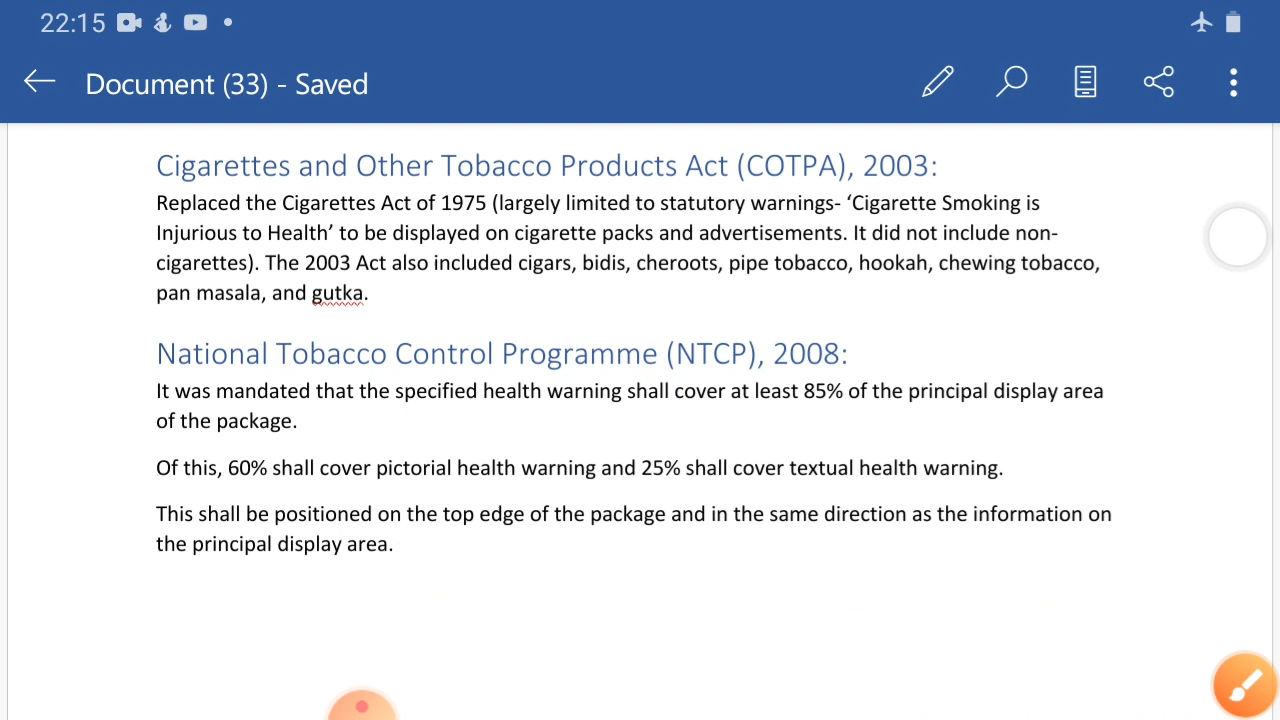 22:15
Document (33) - Saved
Cigarettes and Other Tobacco Products Act (COTPA), 2003:
Replaced the Cigarettes Act of 1975 (largely limited to statutory warnings- ‘Cigarette Smoking is
Injurious to Health’ to be displayed on cigarette packs and advertisements. It did not include non-
cigarettes). The 2003 Act also included cigars, bidis, cheroots, pipe tobacco, hookah, chewing tobacco,
pan masala, and gutka.
National Tobacco Control Programme (NTCP), 2008:
It was mandated that the specified health warning shall cover at least 85% of the principal display area
of the package.
Of this, 60% shall cover pictorial health warning and 25% shall cover textual health warning.
This shall be positioned on the top edge of the package and in the same direction as the information on
the principal display area.